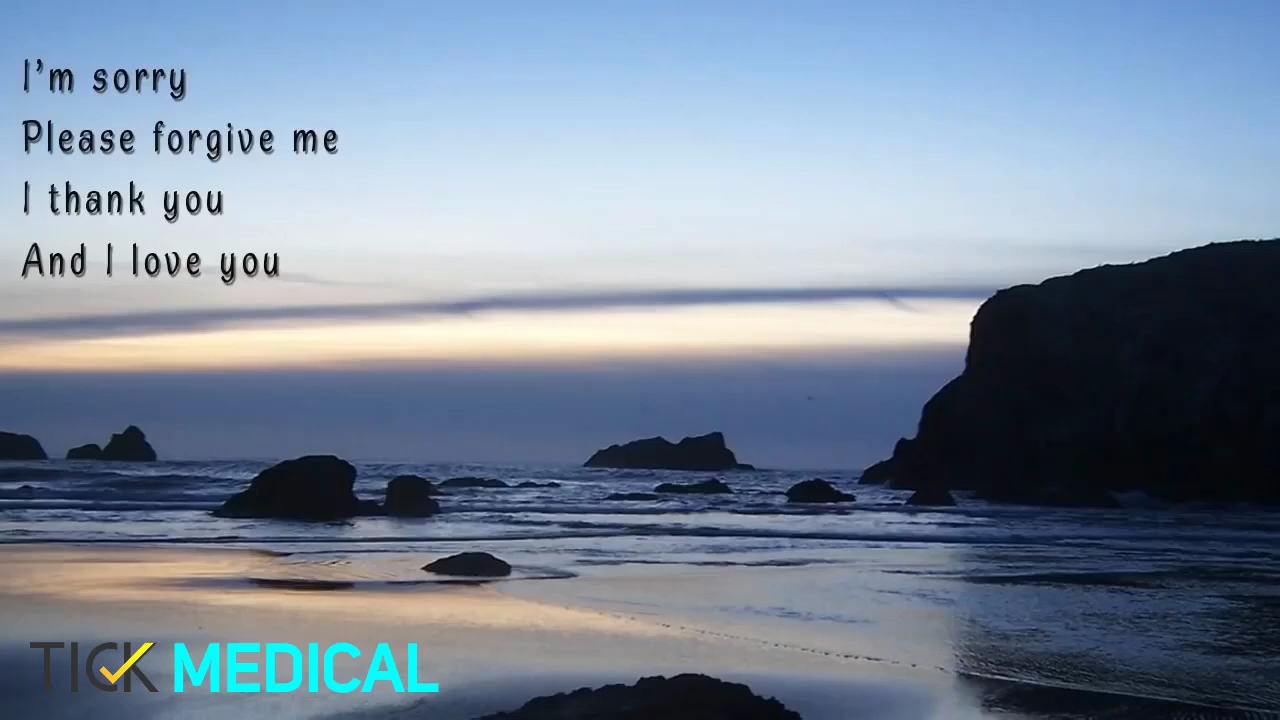 I'm sorry
Please forgive me
I thank you
And I love you
TICK MEDICAL